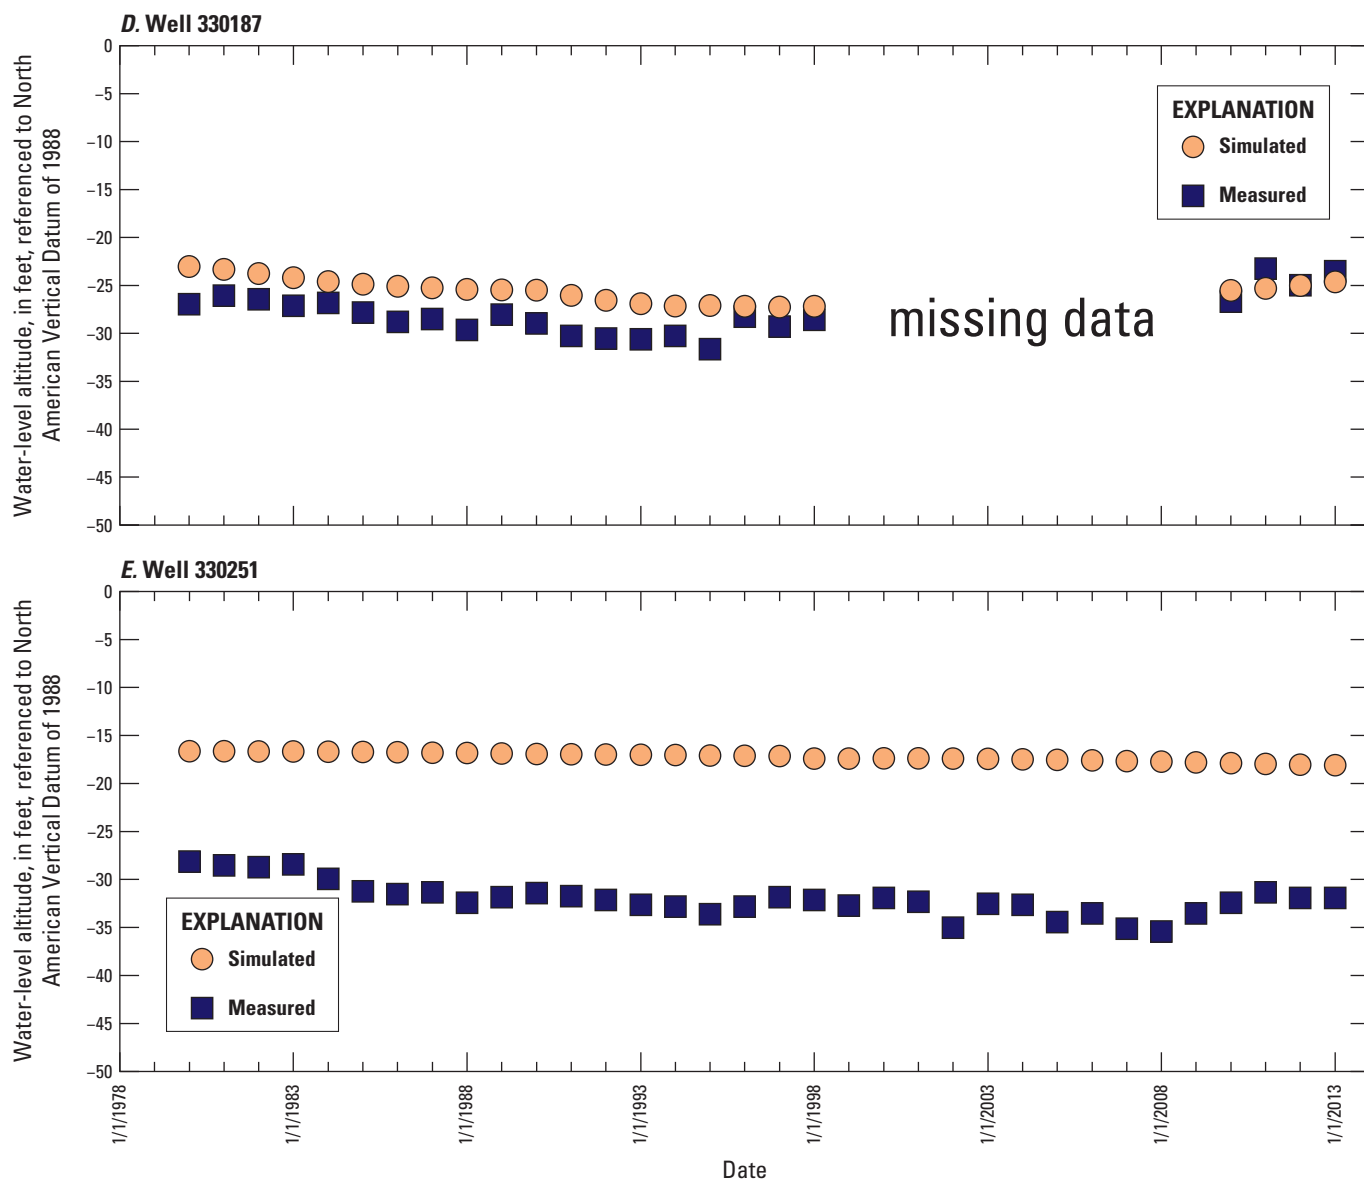 D. Well 330187
Water-level altitude, in feet, referenced to North
American Vertical Datum of 1988
0
−5
−10
−15
−20
−25
−30
−35
−40
−45
−50
EXPLANATION
Simulated
Measured
missing data
E. Well 330251
Water-level altitude, in feet, referenced to North
American Vertical Datum of 1988
0
−5
−10
−15
−20
−25
−30
−35
−40
−45
−50
EXPLANATION
Simulated
Measured
1/1/1978
1/1/1983
1/1/1988
1/1/1993
1/1/1998
1/1/2003
1/1/2008
1/1/2013
Date